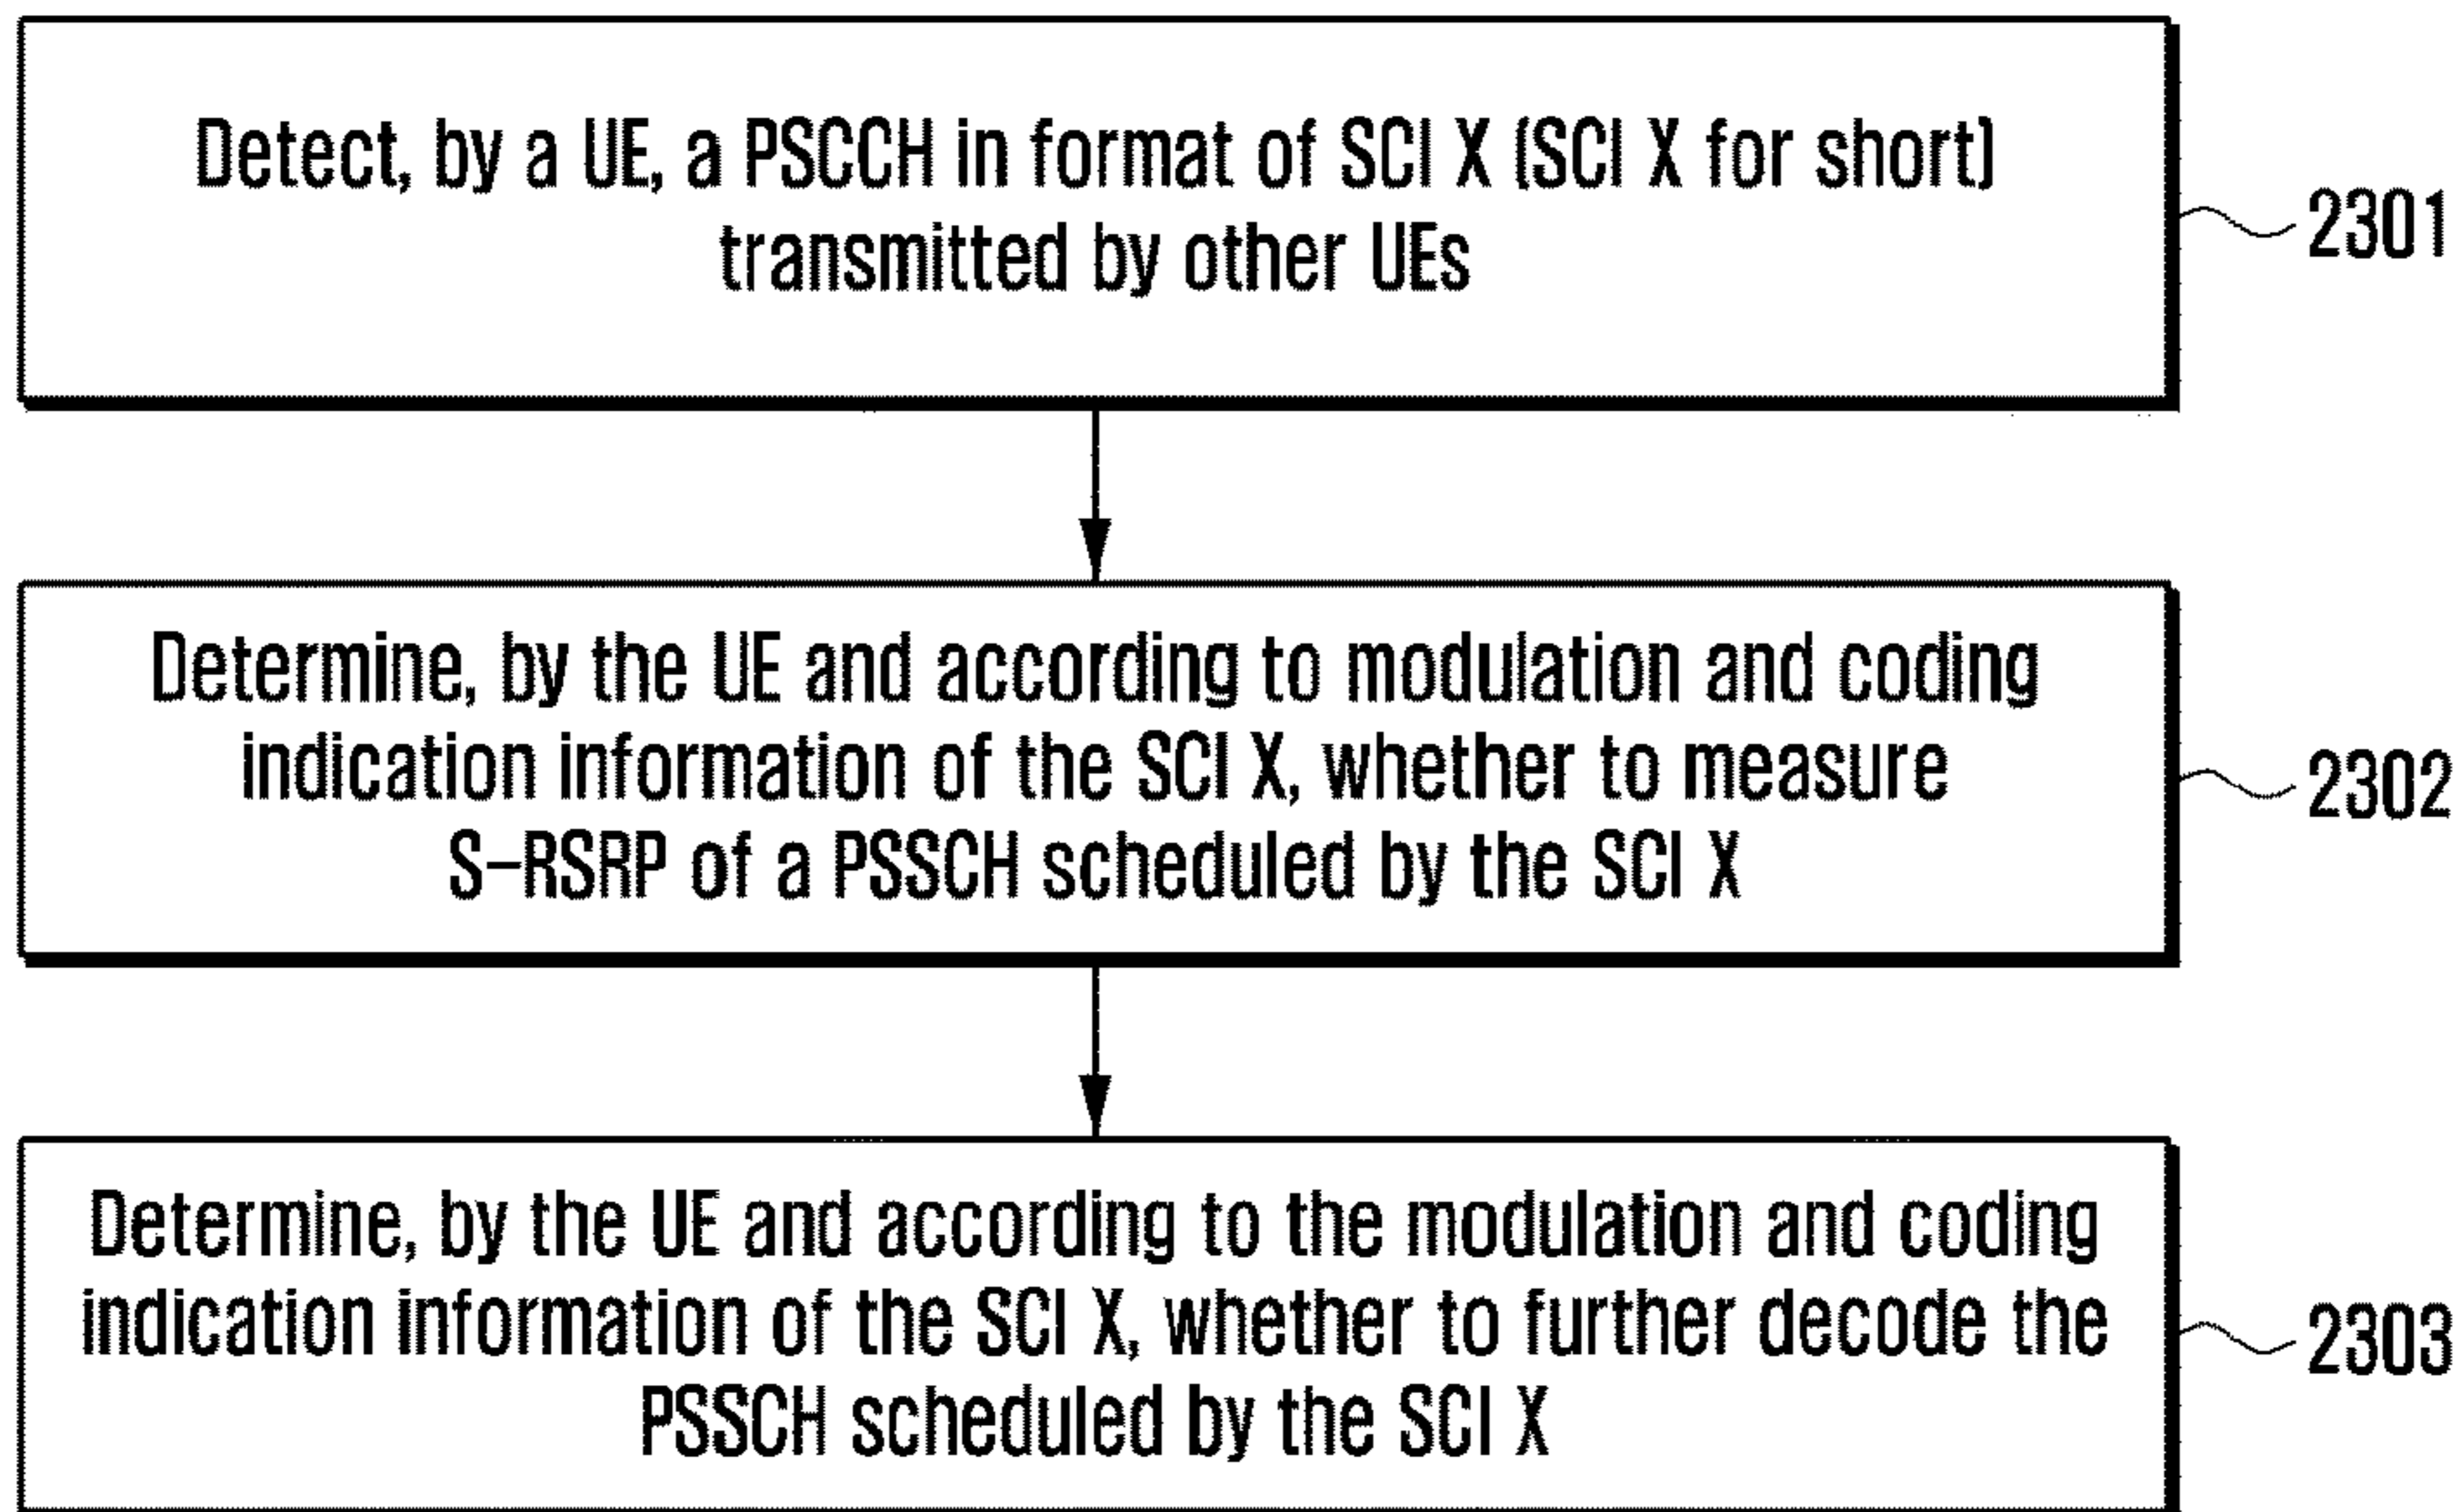 Detect, by a UE, a PSCCH in format of SCI X (SCI X for short)
transmitted by other UEs
2301
Determine, by the UE and according to modulation and coding
indication information of the SCI X, whether to measure
S-RSRP of a PSSCH scheduled by the SCI X
2302
Determine, by the UE and according to the modulation and coding
indication information of the SCI X, whether to further decode the
PSSCH scheduled by the SCI X
2303